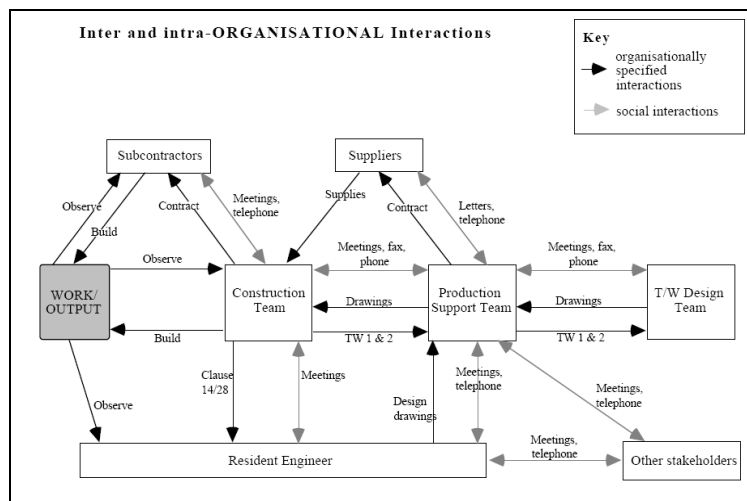 Inter and intra-ORGANISATIONAL Interactions
Key
organisationally
specified
interactions
social interactions
Subcontractors
Suppliers
Observe
Build
Contract
Meetings,
telephone
Supplies
Contract
Letters,
telephone
WORK/
OUTPUT
Observe
Build
Construction
Team
Meetings, fax,
phone
Drawings
TW 1 & 2
Production
Support Team
Meetings, fax,
phone
Drawings
TW 1 & 2
T/W Design
Team
Observe
Clause
14/28
Meetings
Design
drawings
Meetings,
telephone
Meetings,
telephone
Resident Engineer
Meetings,
telephone
Other stakeholders